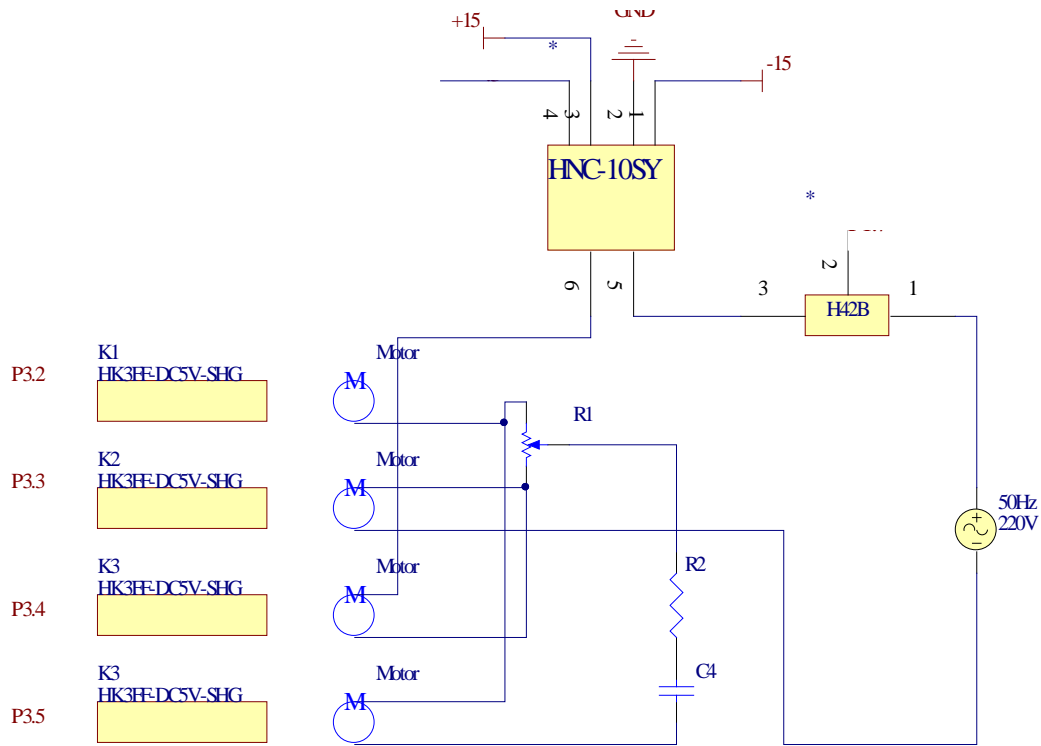 GND
+15
*
-15
4
3
2
1
HNC-10SY
*
6
5
2
3
H42B
1
K1
Motor
P3.2
HK3FF-DC5V-SHG
M
R1
K2
Motor
P3.3
HK3FF-DC5V-SHG
M
50Hz
220V
K3
Motor
R2
P3.4
HK3FF-DC5V-SHG
M
K3
Motor
C4
P3.5
HK3FF-DC5V-SHG
M